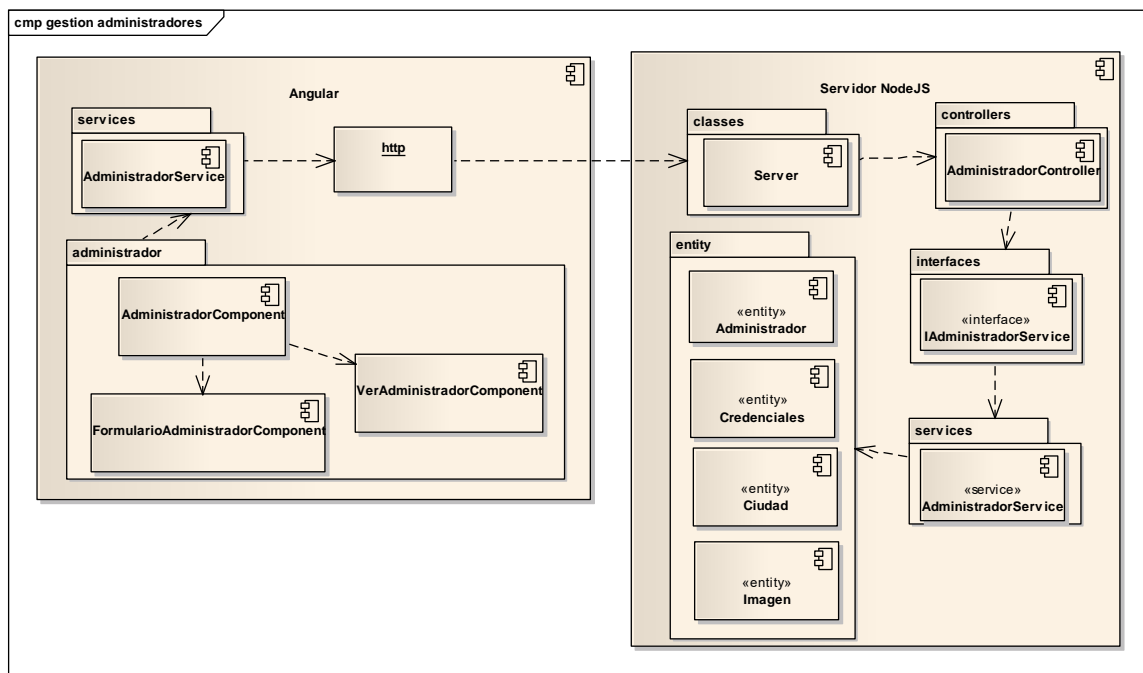 cmp gestion administradores
Angular
services
AdministradorService
http
administrador
AdministradorComponent
VerAdministradorComponent
FormularioAdministradorComponent
Servidor NodeJS
classes
Server
controllers
AdministradorController
entity
«entity»
Administrador
«entity»
Credenciales
«entity»
Ciudad
«entity»
Imagen
interfaces
«interface»
IAdministradorService
services
«service»
AdministradorService